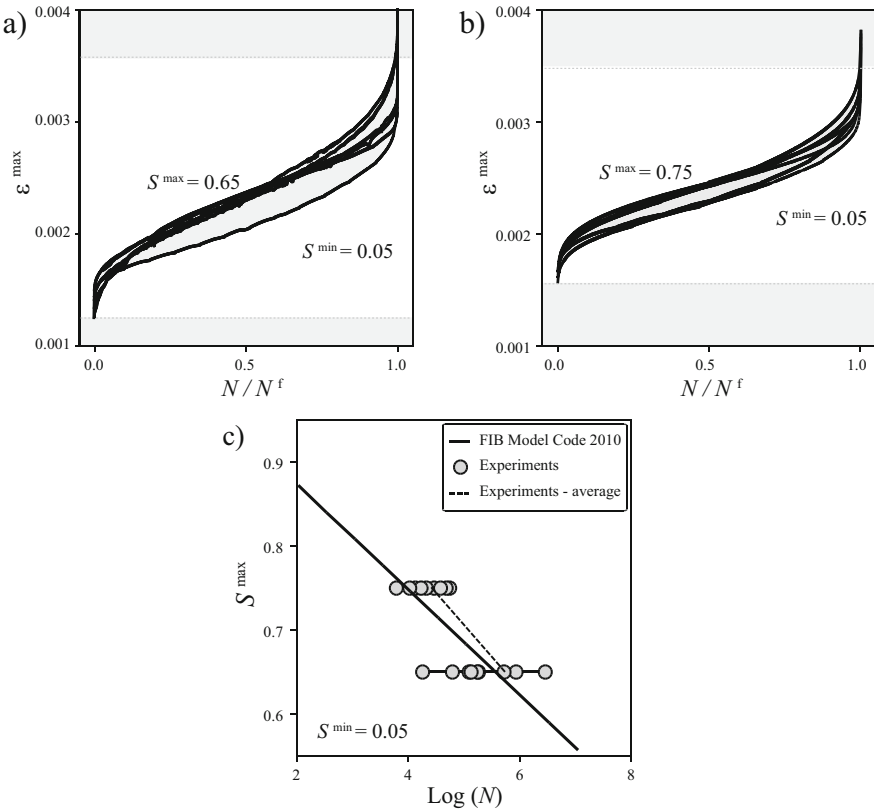 a)
0.004
0.003
0.002
0.001
ε max
S max = 0.65
S min = 0.05
0.0
0.5
1.0
N / N f
b)
0.004
0.003
0.002
0.001
ε max
S max = 0.75
S min = 0.05
0.0
0.5
1.0
N / N f
c)
FIB Model Code 2010
Experiments
Experiments - average
0.9
0.8
0.7
0.6
S max
S min = 0.05
2
4
6
8
Log (N)